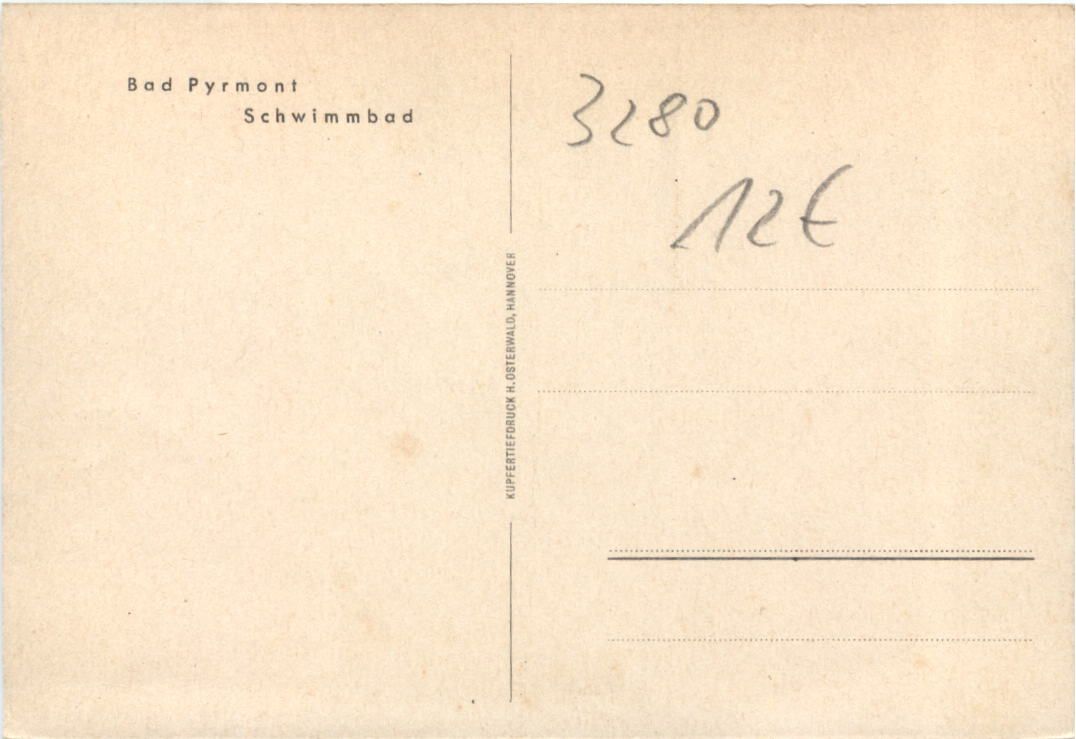 Bad Pyrmont
Schwimmbad
KUPFERTIEFDRUCK H. OSTERWALD, HANNOVER
3280
12€